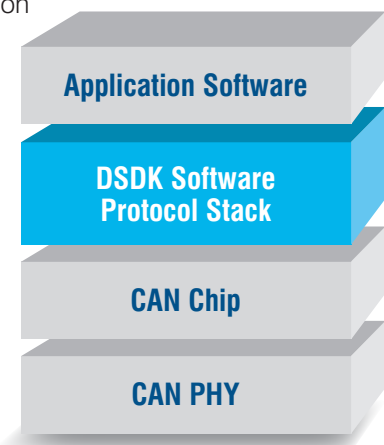 on
Application Software
DSDK Software
Protocol Stack
CAN Chip
CAN PHY